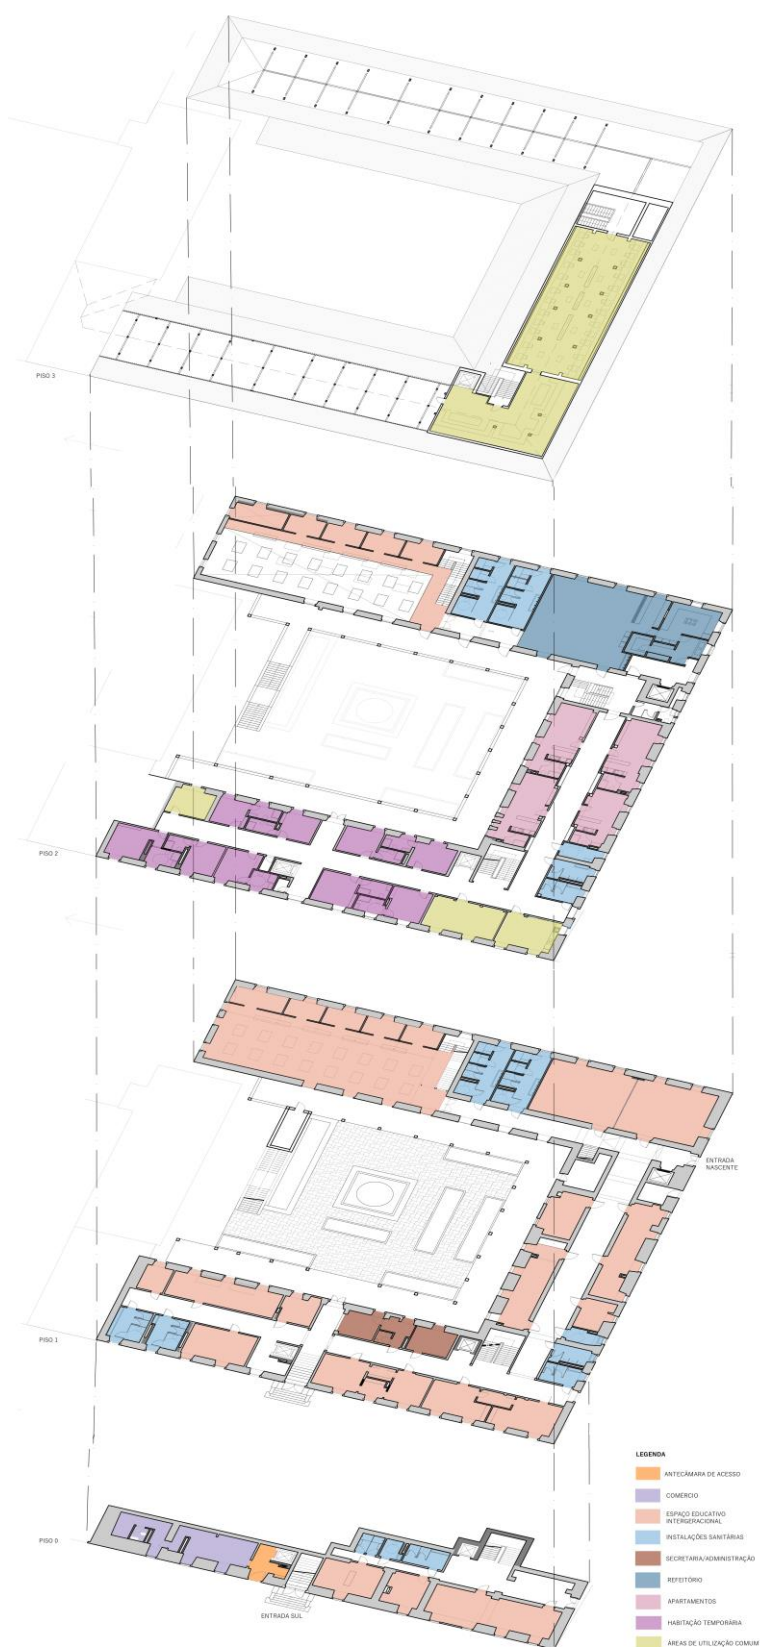 PISO 3
PISO 2
ENTRADA
NASCENTE
PISO 1
PISO 0
ENTRADA SUL
LEGENDA
ANTECÂMARA DE ACESSO
COMÉRCIO
ESPAÇO EDUCATIVO
INTERGERACIONAL
INSTALAÇÕES SANITÁRIAS
SECRETARIA/ADMINISTRAÇÃO
REFEITÓRIO
APARTAMENTOS
HABITAÇÃO TEMPORÁRIA
ÁREAS DE UTILIZAÇÃO COMUM